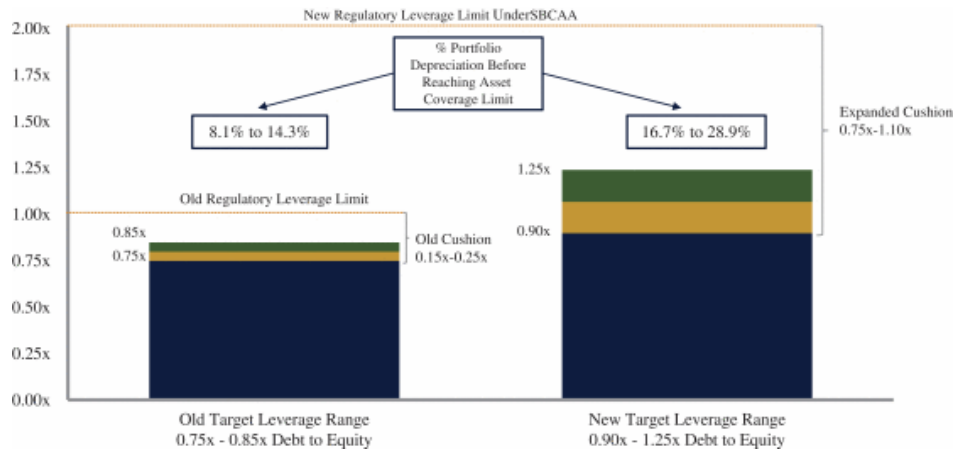 New Regulatory Leverage Limit UnderSBCAA
2.00x
1.75x
1.50x
1.25x
1.00x
0.75x
0.50x
0.25x
0.00x
% Portfolio
Depreciation Before
Reaching Asset
Coverage Limit
8.1% to 14.3%
16.7% to 28.9%
Expanded Cushion
0.75x-1.10x
Old Regulatory Leverage Limit
0.85x
0.75x
Old Cushion
0.15x-0.25x
1.25x
0.90x
Old Target Leverage Range
0.75x - 0.85x Debt to Equity
New Target Leverage Range
0.90x - 1.25x Debt to Equity